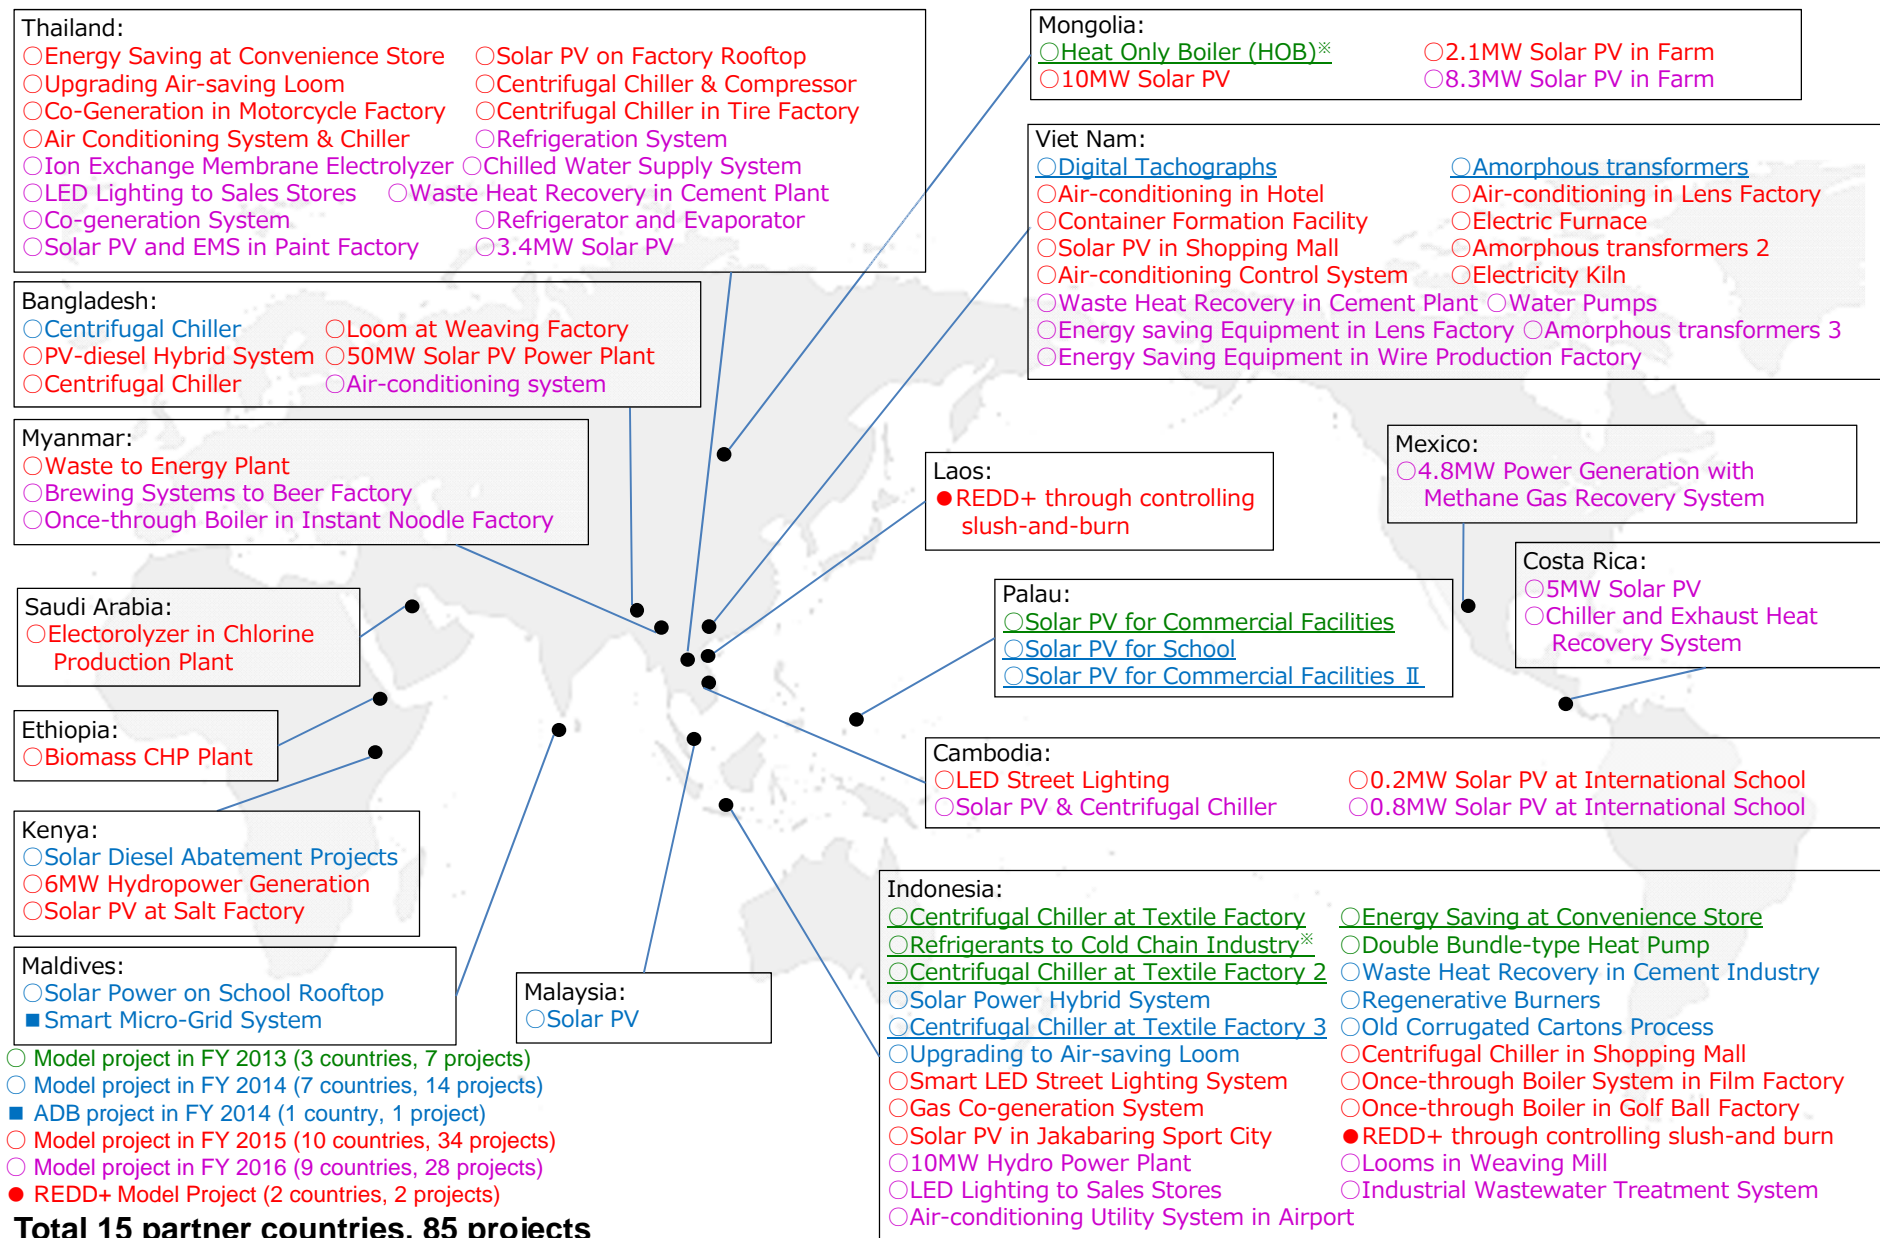 Thailand:
○Energy Saving at Convenience Store ○Solar PV on Factory Rooftop
○Upgrading Air-saving Loom ○Centrifugal Chiller & Compressor
○Co-Generation in Motorcycle Factory ○Centrifugal Chiller in Tire Factory
○Air Conditioning System & Chiller ○Refrigeration System
○Ion Exchange Membrane Electrolyzer ○Chilled Water Supply System
○LED Lighting to Sales Stores ○Waste Heat Recovery in Cement Plant
○Co-generation System ○Refrigerator and Evaporator
○Solar PV and EMS in Paint Factory ○3.4MW Solar PV
Mongolia:
○Heat Only Boiler (HOB)※ ○2.1MW Solar PV in Farm
○10MW Solar PV ○8.3MW Solar PV in Farm
Viet Nam:
○Digital Tachographs ○Amorphous transformers
○Air-conditioning in Hotel ○Air-conditioning in Lens Factory
○Container Formation Facility ○Electric Furnace
○Solar PV in Shopping Mall ○Amorphous transformers 2
○Air-conditioning Control System ○Electricity Kiln
○Waste Heat Recovery in Cement Plant ○Water Pumps
○Energy saving Equipment in Lens Factory ○Amorphous transformers 3
○Energy Saving Equipment in Wire Production Factory
Bangladesh:
○Centrifugal Chiller ○Loom at Weaving Factory
○PV-diesel Hybrid System ○50MW Solar PV Power Plant
○Centrifugal Chiller ○Air-conditioning system
Myanmar:
○Waste to Energy Plant
○Brewing Systems to Beer Factory
○Once-through Boiler in Instant Noodle Factory
Laos:
●REDD+ through controlling
slush-and-burn
Mexico:
○4.8MW Power Generation with
Methane Gas Recovery System
Costa Rica:
○5MW Solar PV
○Chiller and Exhaust Heat
Recovery System
Saudi Arabia:
○Electorolyzer in Chlorine
Production Plant
Palau:
○Solar PV for Commercial Facilities
○Solar PV for School
○Solar PV for Commercial Facilities Ⅱ
Ethiopia:
○Biomass CHP Plant
Cambodia:
○LED Street Lighting ○0.2MW Solar PV at International School
○Solar PV & Centrifugal Chiller ○0.8MW Solar PV at International School
Kenya:
○Solar Diesel Abatement Projects
○6MW Hydropower Generation
○Solar PV at Salt Factory
Maldives:
○Solar Power on School Rooftop
■Smart Micro-Grid System
Malaysia:
○Solar PV
Indonesia:
○Centrifugal Chiller at Textile Factory ○Energy Saving at Convenience Store
○Refrigerants to Cold Chain Industry※ ○Double Bundle-type Heat Pump
○Centrifugal Chiller at Textile Factory 2 ○Waste Heat Recovery in Cement Industry
○Solar Power Hybrid System ○Regenerative Burners
○Centrifugal Chiller at Textile Factory 3 ○Old Corrugated Cartons Process
○Upgrading to Air-saving Loom ○Centrifugal Chiller in Shopping Mall
○Smart LED Street Lighting System ○Once-through Boiler System in Film Factory
○Gas Co-generation System ○Once-through Boiler in Golf Ball Factory
○Solar PV in Jakabaring Sport City ●REDD+ through controlling slush-and burn
○10MW Hydro Power Plant ○Looms in Weaving Mill
○LED Lighting to Sales Stores ○Industrial Wastewater Treatment System
○Air-conditioning Utility System in Airport
○ Model project in FY 2013 (3 countries, 7 projects)
○ Model project in FY 2014 (7 countries, 14 projects)
■ ADB project in FY 2014 (1 country, 1 project)
○ Model project in FY 2015 (10 countries, 34 projects)
○ Model project in FY 2016 (9 countries, 28 projects)
● REDD+ Model Project (2 countries, 2 projects)
Total 15 partner countries, 85 projects